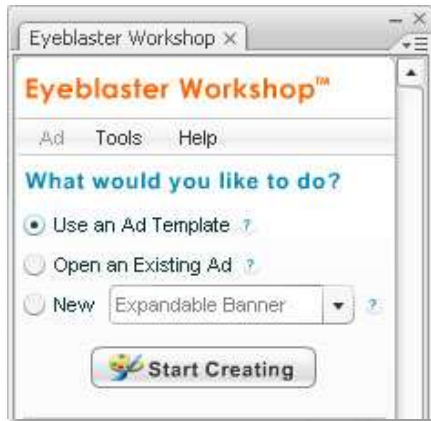 Eyeblaster Workshop ×
Eyeblaster Workshop™
Ad Tools Help
What would you like to do?
Use an Ad Template ?
Open an Existing Ad ?
New Expandable Banner ?
Start Creating